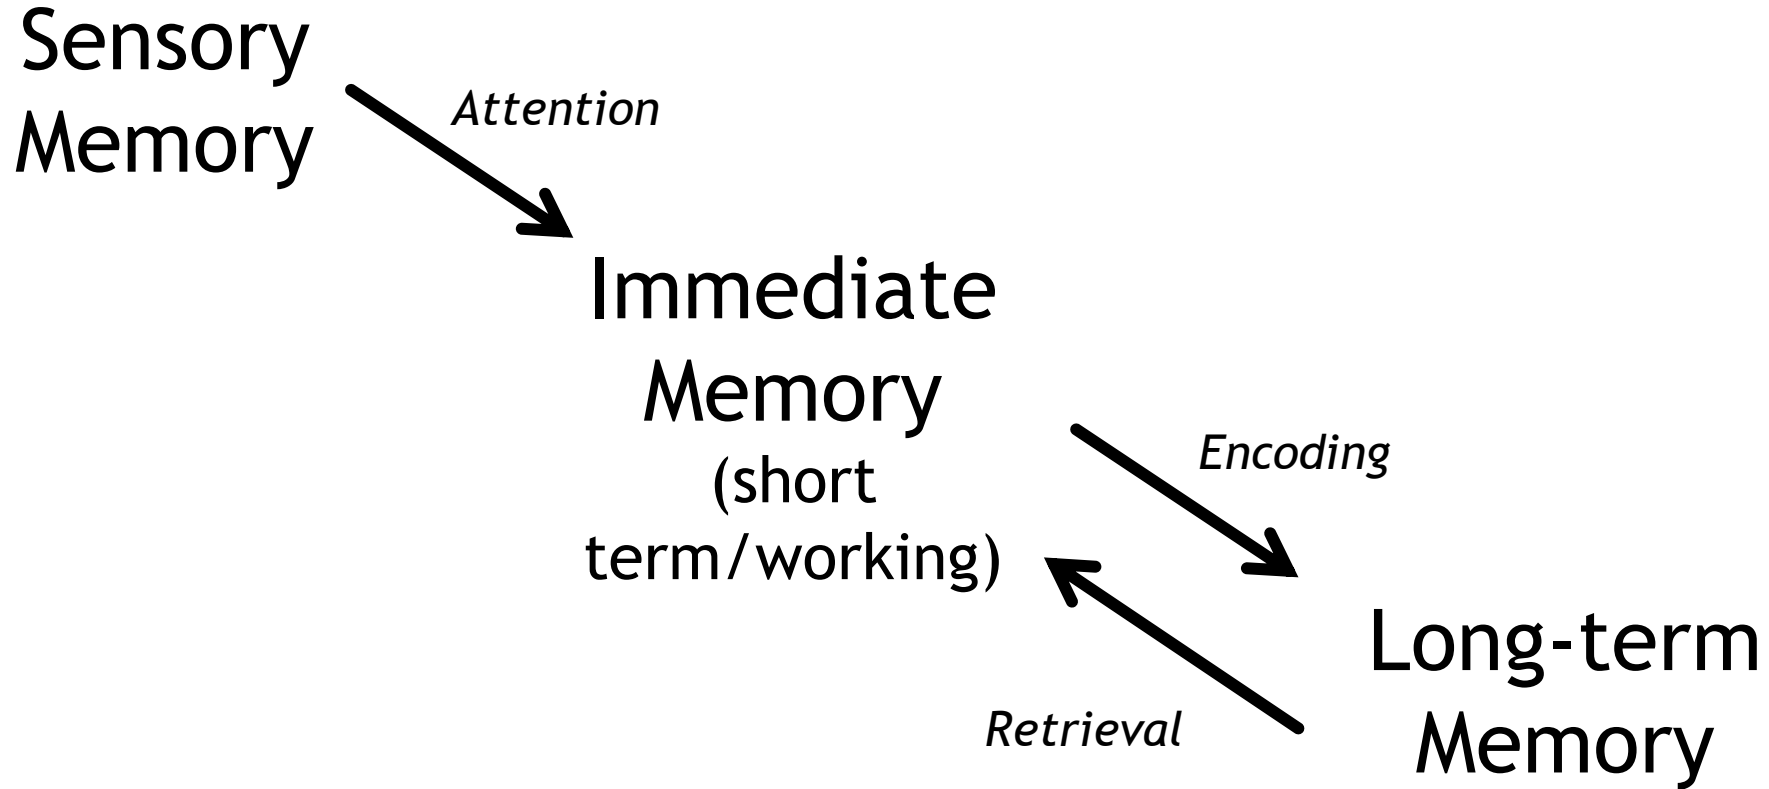 Sensory
Memory
Attention
Immediate
Memory
(short
term/working)
Encoding
Retrieval
Long-term
Memory